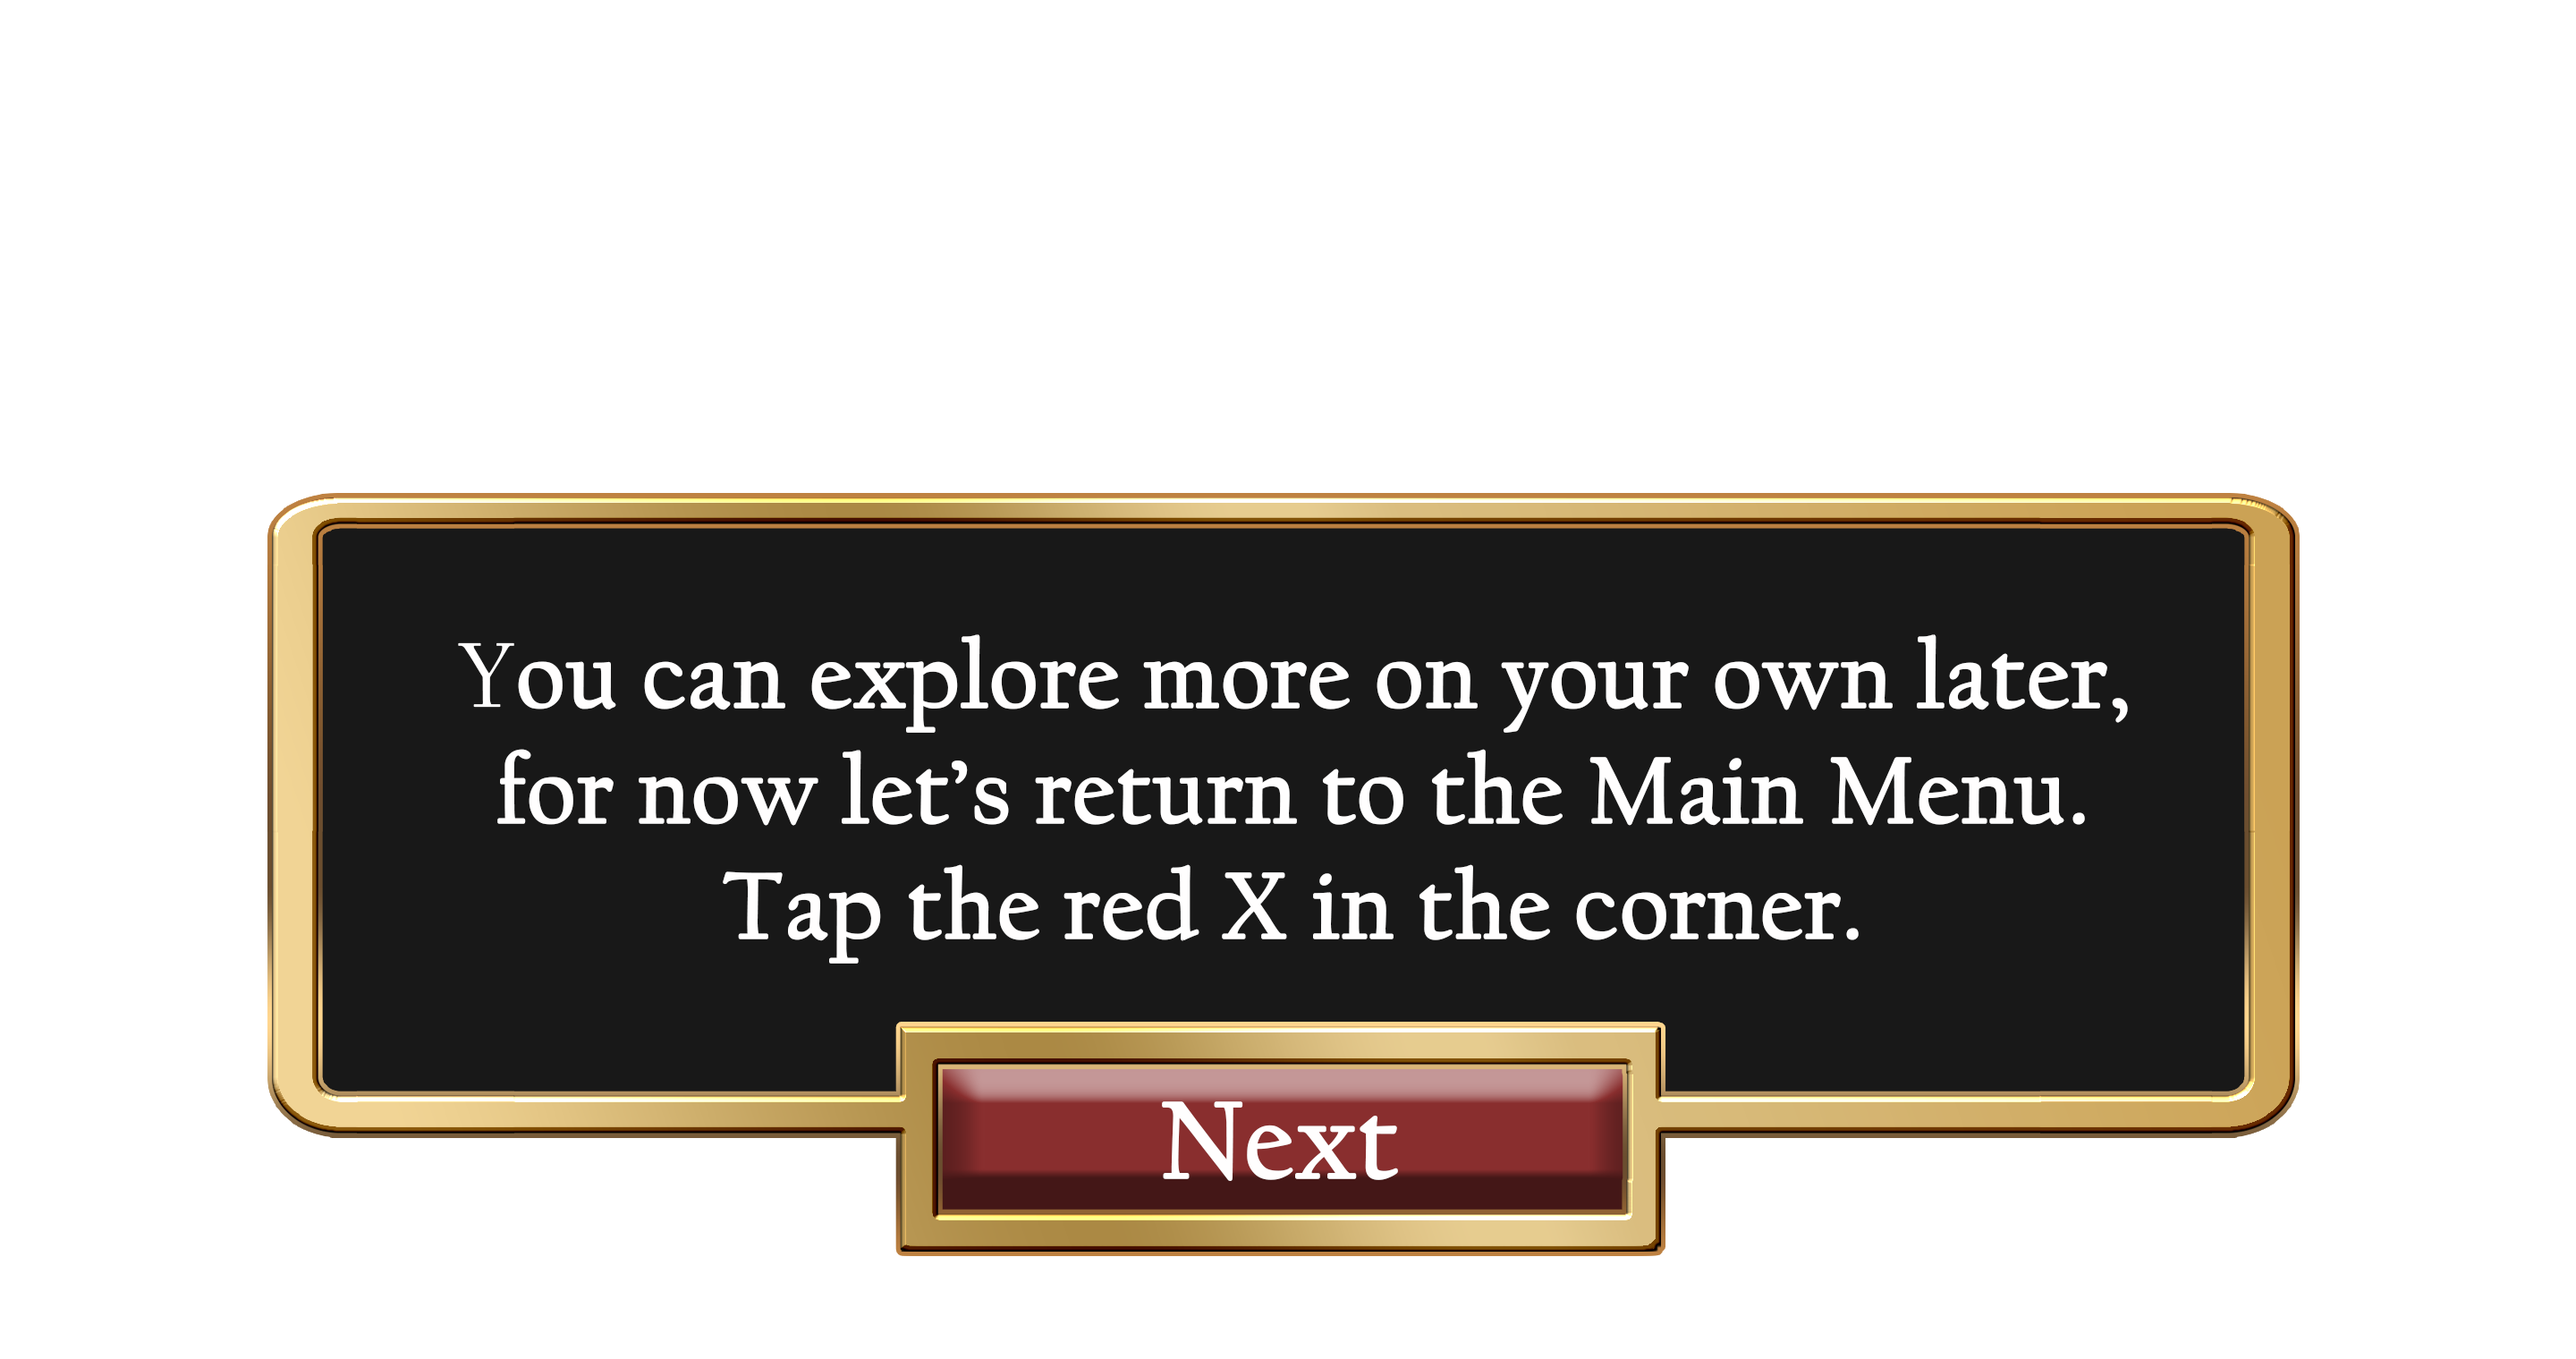 You can explore more on your own later,
for now let’s return to the Main Menu.
Tap the red X in the corner.
Next